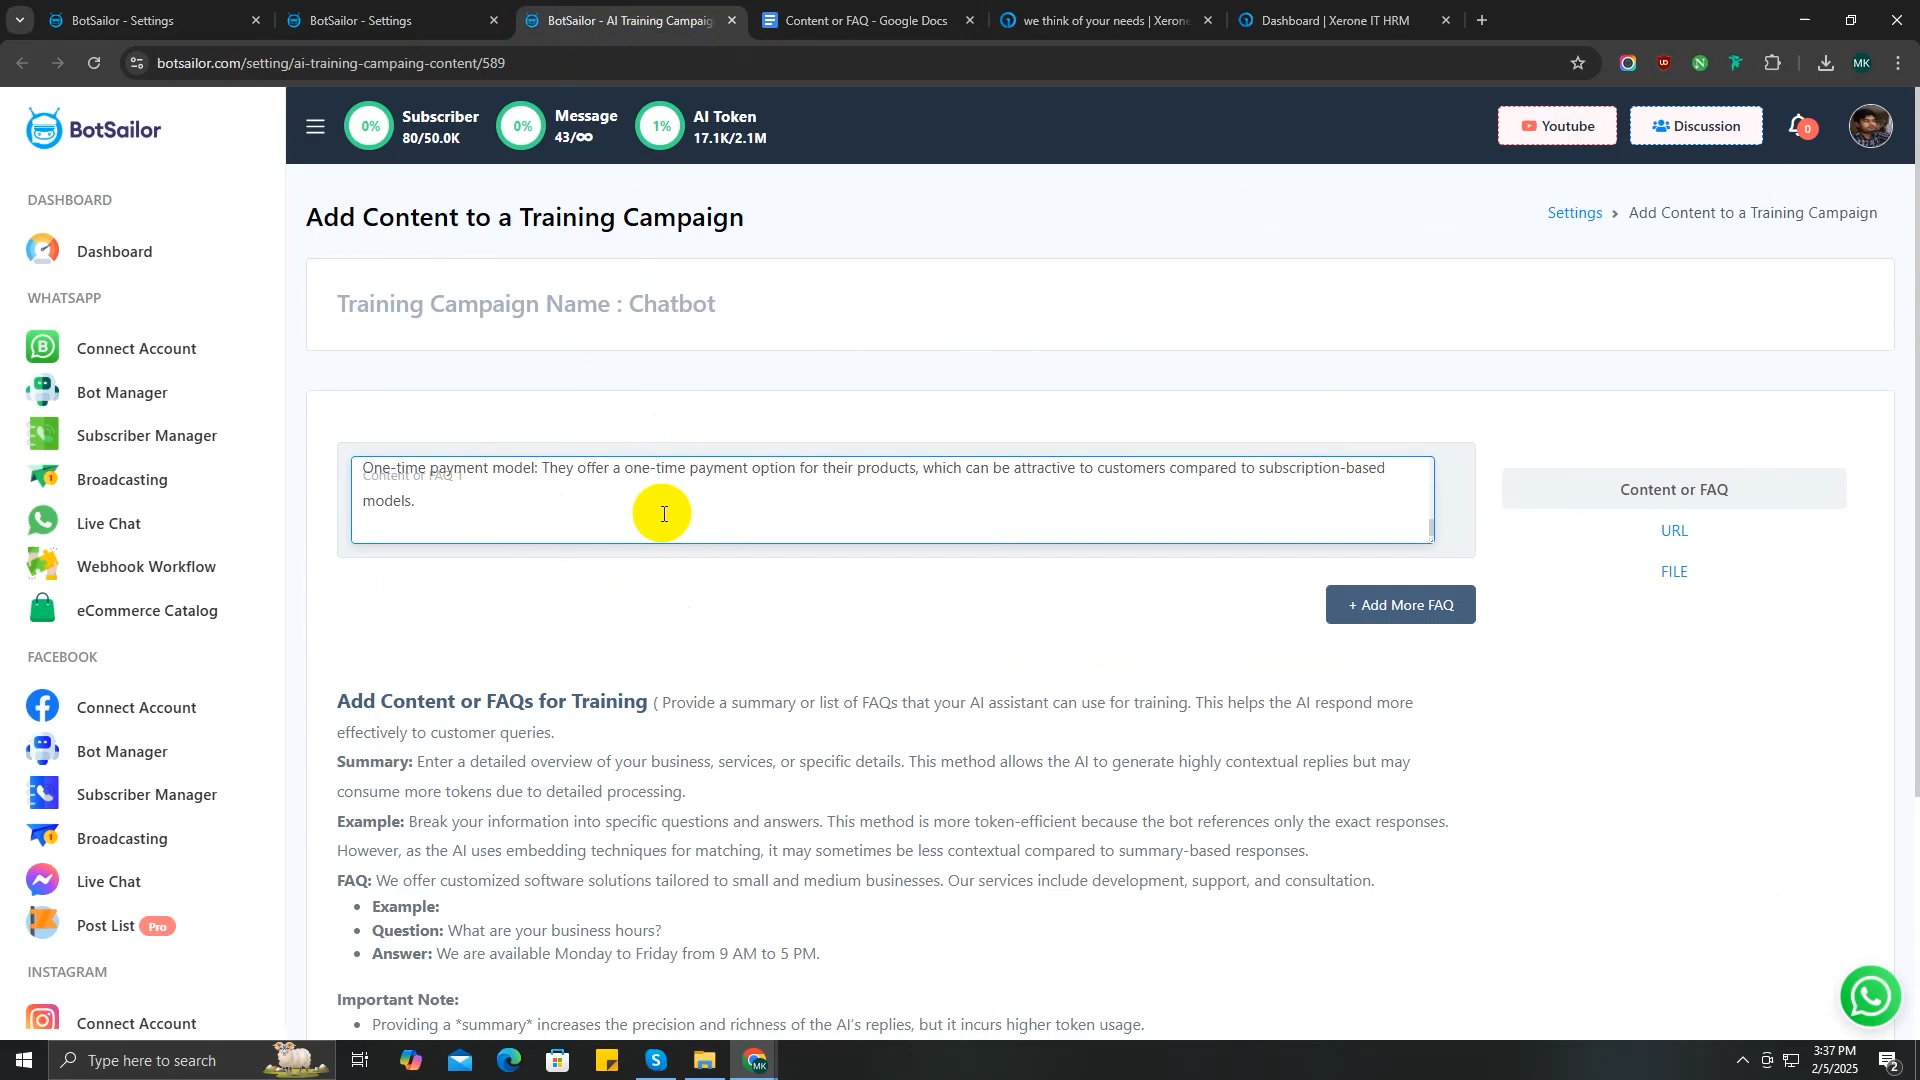 BotSailor - Settings
BotSailor - Settings
BotSailor - AI Training Campaig
Content or FAQ - Google Docs
we think of your needs | Xerone
Dashboard | Xerone IT HRM
botsailor.com/setting/ai-training-campaing-content/589
MK
BotSailor
0%
Subscriber
80/50.0K
0%
Message
43/∞
1%
AI Token
17.1K/2.1M
Youtube
Discussion
0
DASHBOARD
Dashboard
WHATSAPP
Connect Account
Bot Manager
Subscriber Manager
Broadcasting
Live Chat
Webhook Workflow
eCommerce Catalog
FACEBOOK
Connect Account
Bot Manager
Subscriber Manager
Broadcasting
Live Chat
Post List Pro
INSTAGRAM
Connect Account
Add Content to a Training Campaign
Settings > Add Content to a Training Campaign
Training Campaign Name : Chatbot
One-time payment model: They offer a one-time payment option for their products, which can be attractive to customers compared to subscription-based
Content or FAQ 1
models.
Content or FAQ
URL
FILE
+ Add More FAQ
Add Content or FAQs for Training ( Provide a summary or list of FAQs that your AI assistant can use for training. This helps the AI respond more
effectively to customer queries.
Summary: Enter a detailed overview of your business, services, or specific details. This method allows the AI to generate highly contextual replies but may
consume more tokens due to detailed processing.
Example: Break your information into specific questions and answers. This method is more token-efficient because the bot references only the exact responses.
However, as the AI uses embedding techniques for matching, it may sometimes be less contextual compared to summary-based responses.
FAQ: We offer customized software solutions tailored to small and medium businesses. Our services include development, support, and consultation.
• Example:
• Question: What are your business hours?
• Answer: We are available Monday to Friday from 9 AM to 5 PM.
Important Note:
• Providing a *summary* increases the precision and richness of the AI's replies, but it incurs higher token usage.
Type here to search
3:37 PM
2/5/2025
2